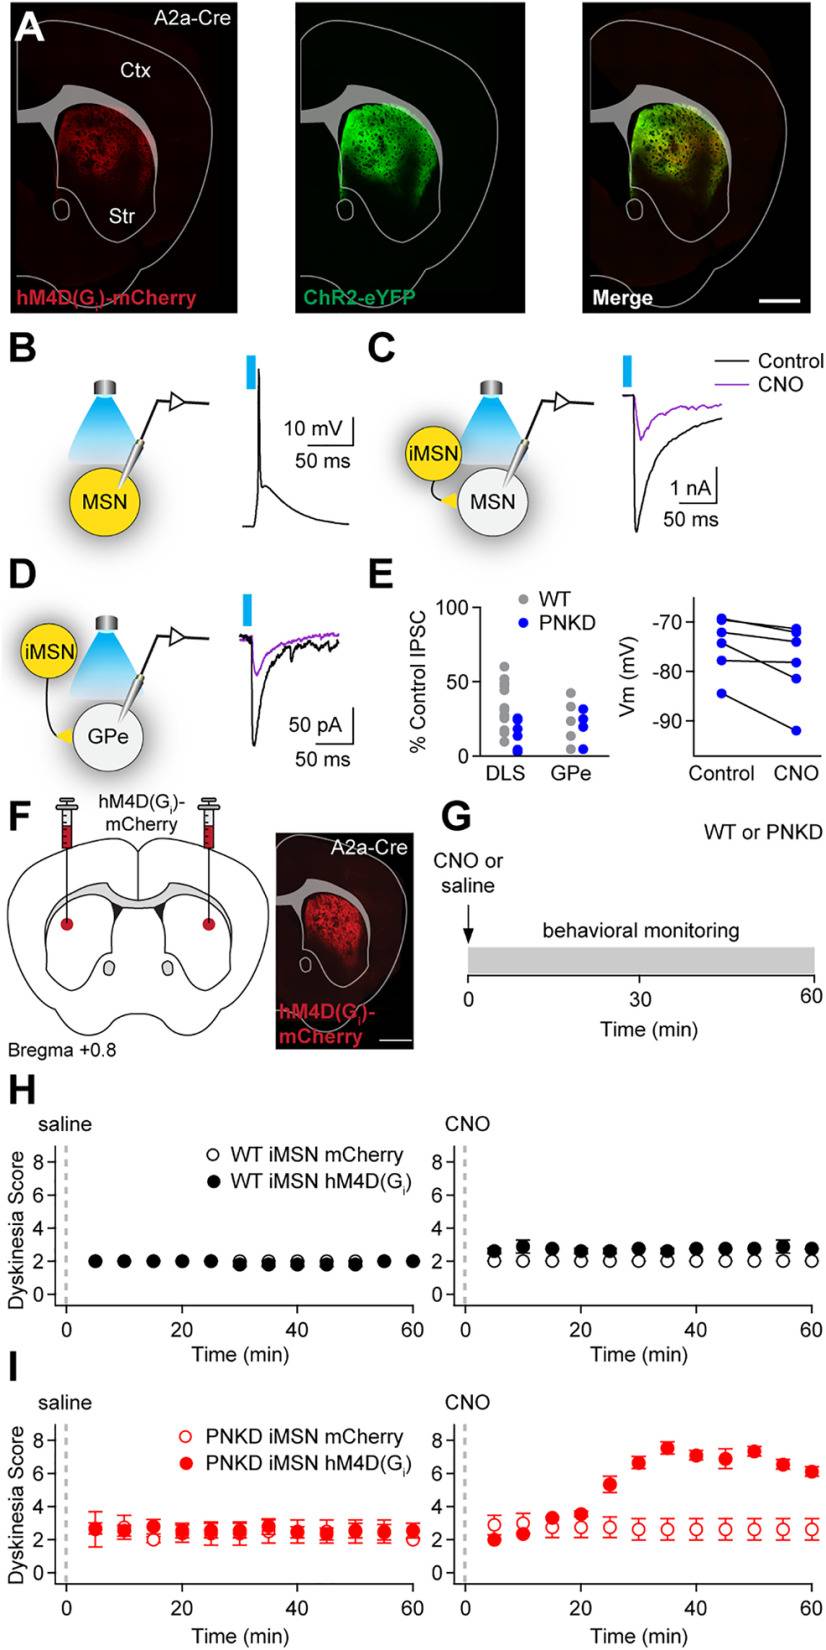 A
A2a-Cre
Ctx
Str
hM4D(Gi)-mCherry
ChR2-eYFP
Merge
B
MSN
10 mV
50 ms
C
Control
CNO
iMSN
MSN
1 nA
50 ms
D
iMSN
GPe
50 pA
50 ms
E
WT
PNKD
% Control IPSC
100
50
0
DLS GPe
Vm (mV)
-70
-80
-90
Control CNO
F
hM4D(Gi)-
mCherry
Bregma +0.8
A2a-Cre
hM4D(Gi)-
mCherry
G
WT or PNKD
CNO or
saline
behavioral monitoring
0 30 60
Time (min)
H
saline
WT iMSN mCherry
WT iMSN hM4D(Gi)
Dyskinesia Score
8
6
4
2
0
0 20 40 60
Time (min)
CNO
8
6
4
2
0
0 20 40 60
Time (min)
I
saline
PNKD iMSN mCherry
PNKD iMSN hM4D(Gi)
Dyskinesia Score
8
6
4
2
0
0 20 40 60
Time (min)
CNO
8
6
4
2
0
0 20 40 60
Time (min)